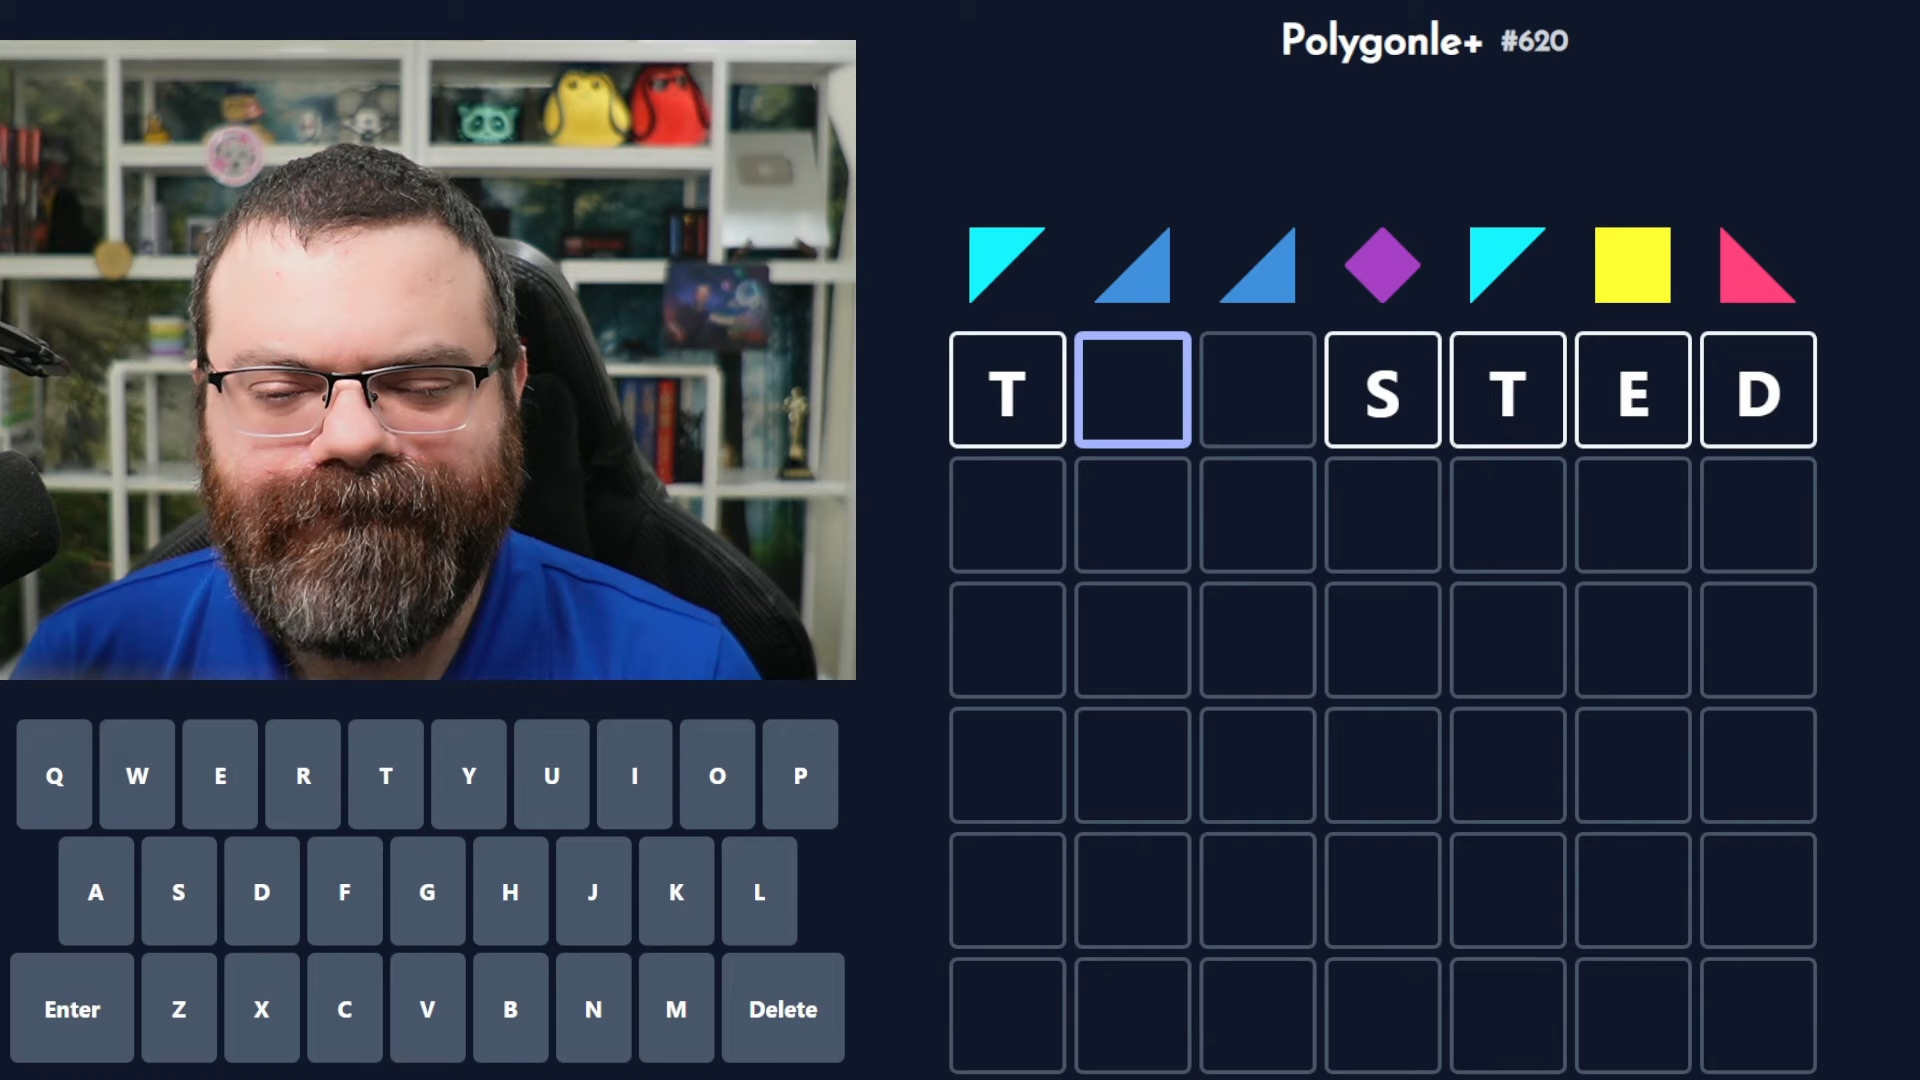 Polygonle+ #620
T S T E D
Q W E R T Y U I O P
A S D F G H J K L
Enter Z X C V B N M Delete